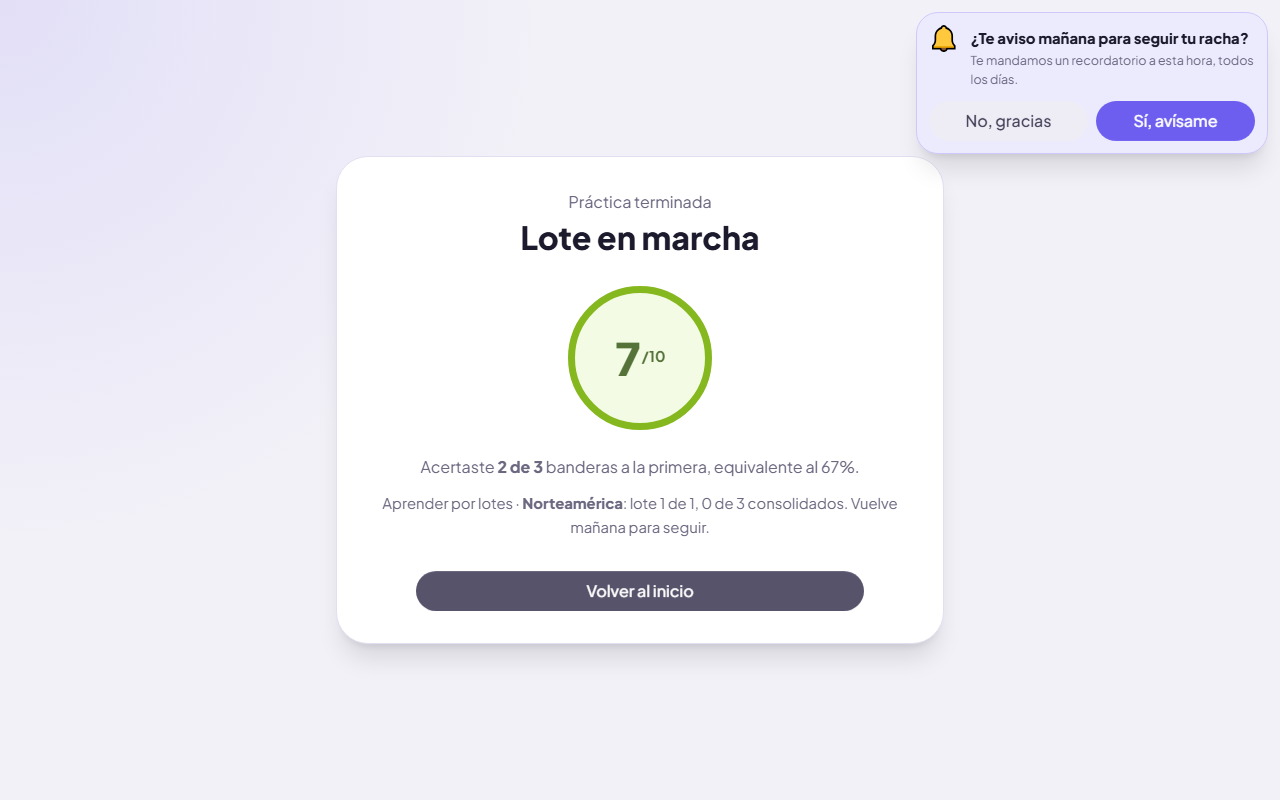 ¿Te aviso mañana para seguir tu racha?
Te mandamos un recordatorio a esta hora, todos
los días.
No, gracias
Sí, avísame
Práctica terminada
Lote en marcha
7/10
Acertaste 2 de 3 banderas a la primera, equivalente al 67%.
Aprender por lotes · Norteamérica: lote 1 de 1, 0 de 3 consolidados. Vuelve
mañana para seguir.
Volver al inicio